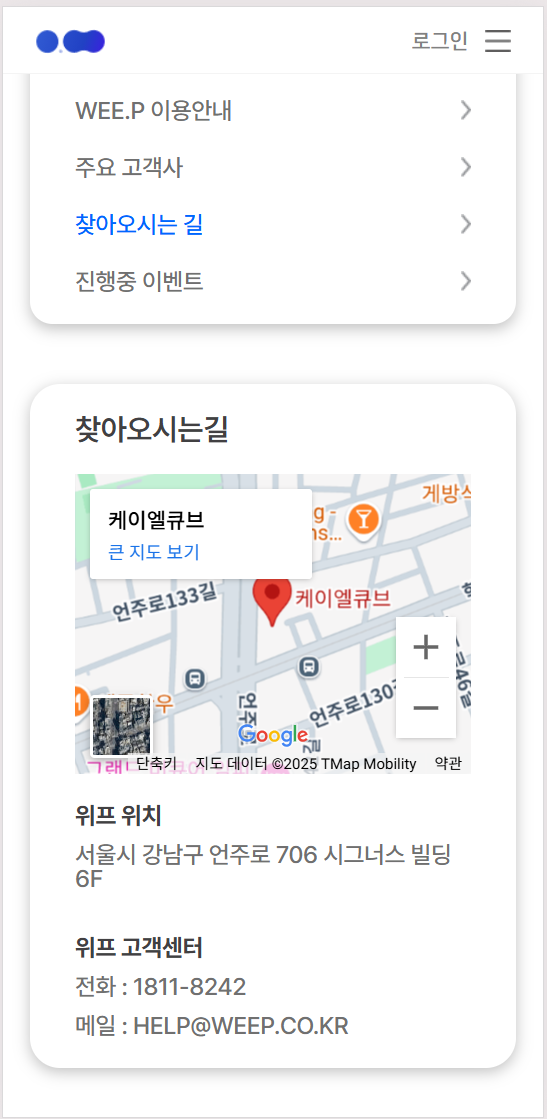 로그인
WEE.P 이용안내
주요 고객사
찾아오시는 길
진행중 이벤트
찾아오시는길
게방식
케이엘큐브
큰 지도 보기
케이엘큐브
언주로133길
언주로130길
Google
단축키 지도 데이터 ©2025 TMap Mobility 약관
위프 위치
서울시 강남구 언주로 706 시그너스 빌딩
6F
위프 고객센터
전화 : 1811-8242
메일 : HELP@WEEP.CO.KR